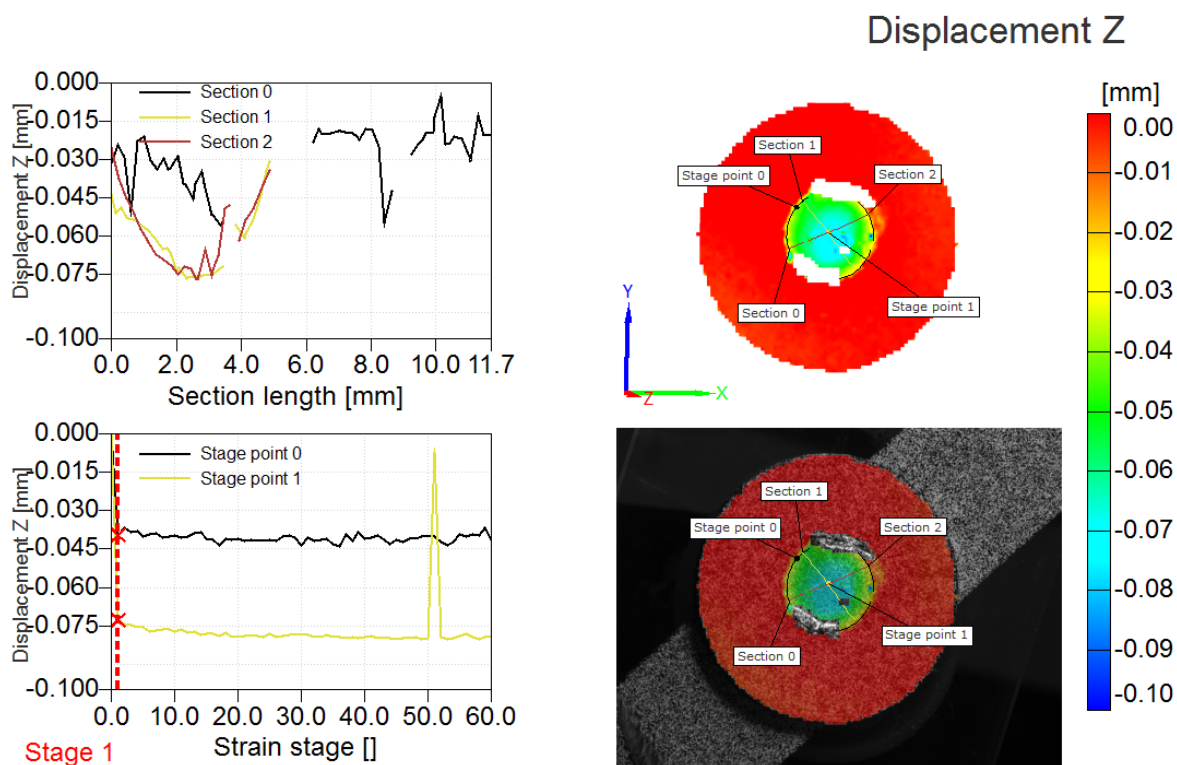 Displacement Z
0.000
-0.015
-0.030
-0.045
-0.060
-0.075
-0.100
Displacement Z [mm]
Section 0
Section 1
Section 2
0.0
2.0
4.0
6.0
8.0
10.0
11.7
Section length [mm]
Section 1
Stage point 0
Section 2
Section 0
Stage point 1
Y
X
Z
[mm]
0.00
-0.01
-0.02
-0.03
-0.04
-0.05
-0.06
-0.07
-0.08
-0.09
-0.10
0.000
-0.015
-0.030
-0.045
-0.060
-0.075
-0.100
Displacement Z [mm]
Stage point 0
Stage point 1
0.0
10.0
20.0
30.0
40.0
50.0
60.0
Strain stage []
Stage 1
Section 1
Stage point 0
Section 2
Stage point 1
Section 0